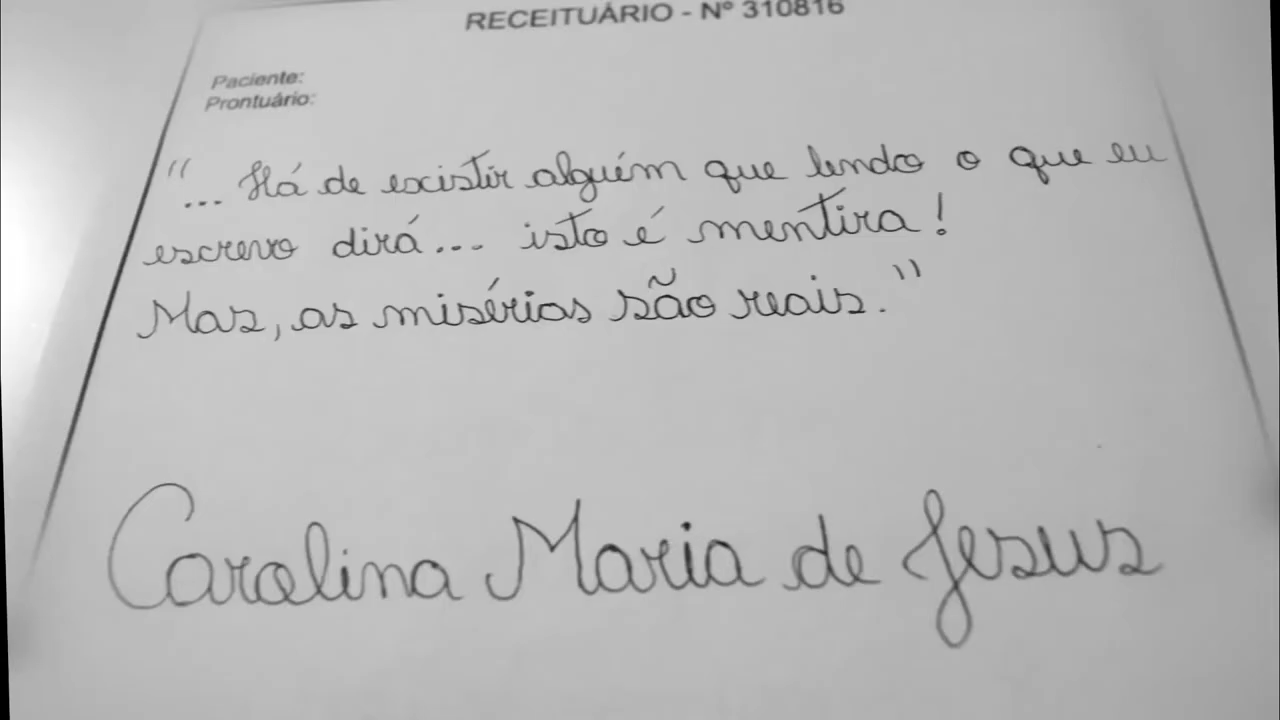 RECEITUÁRIO - Nº 310816
Paciente:
Prontuário:
"... Há de existir alguém que lendo o que eu
escrevo dirá... isto é mentira!
Mas, as misérias são reais."
Carolina Maria de Jesus